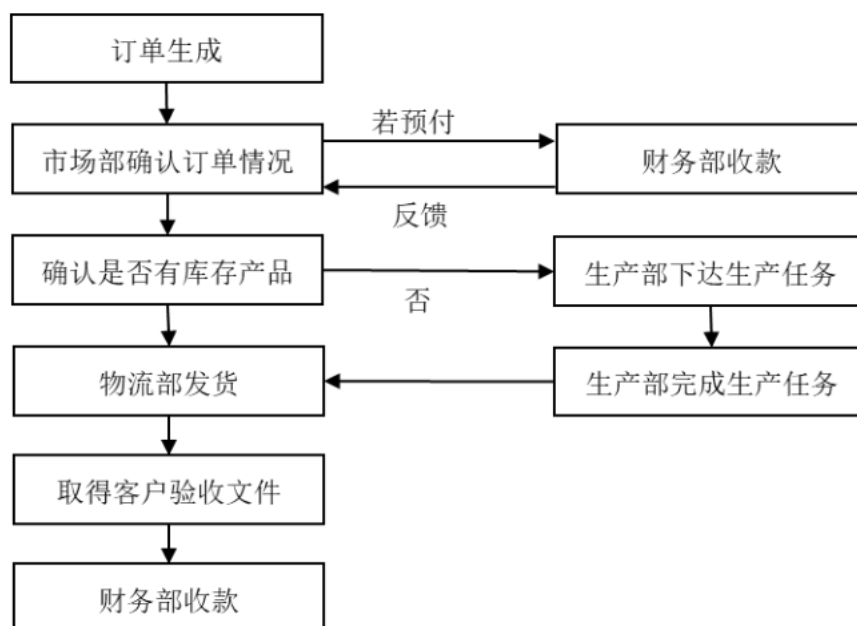 订单生成
若预付
市场部确认订单情况
财务部收款
反馈
确认是否有库存产品
生产部下达生产任务
否
物流部发货
生产部完成生产任务
取得客户验收文件
财务部收款